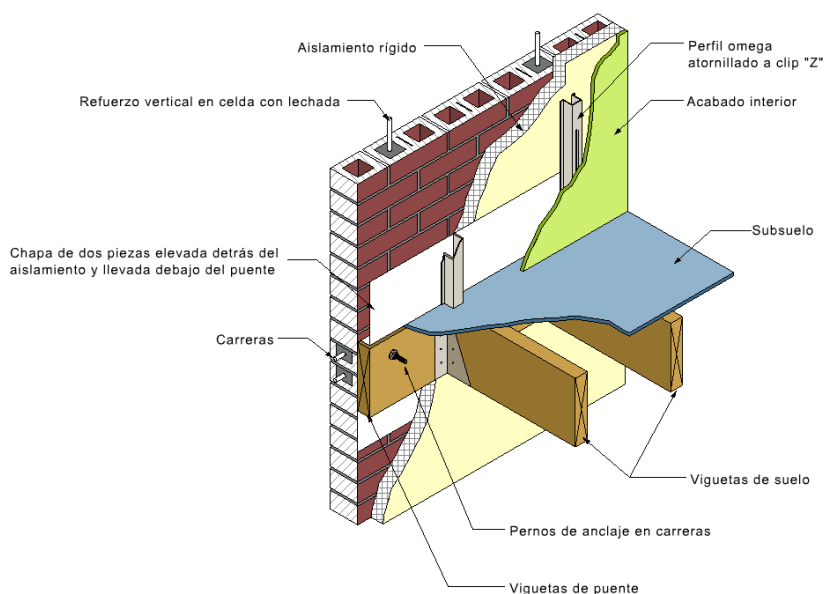 Aislamiento rígido
Perfil omega
atornillado a clip "Z"
Refuerzo vertical en celda con lechada
Acabado interior
Subsuelo
Chapa de dos piezas elevada detrás del
aislamiento y llevada debajo del puente
Carreras
Viguetas de suelo
Pernos de anclaje en carreras
Viguetas de puente